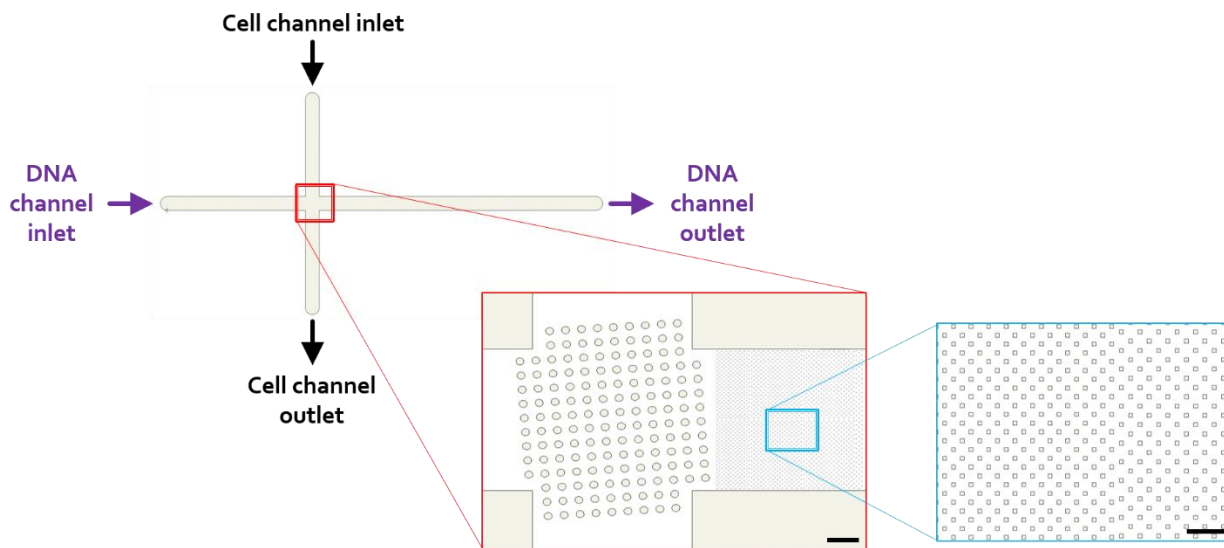 Cell channel inlet
DNA
channel
inlet
DNA
channel
outlet
Cell channel
outlet